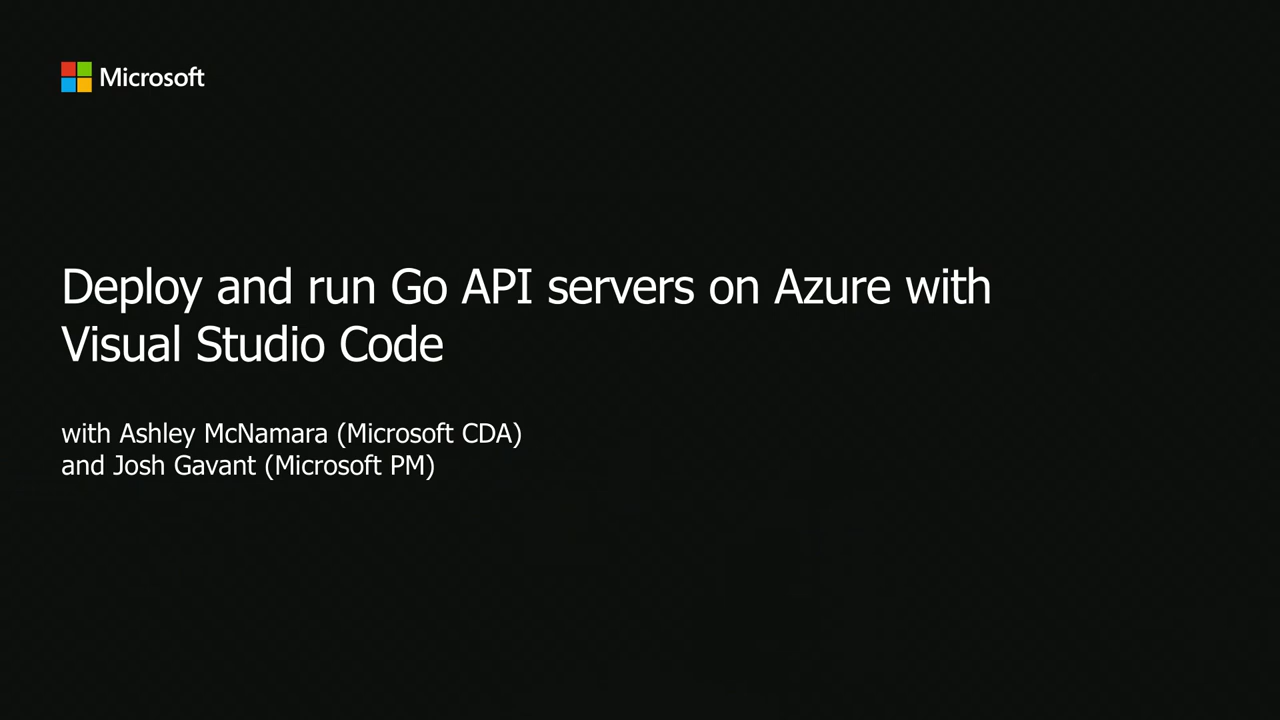 Microsoft
Deploy and run Go API servers on Azure with
Visual Studio Code
with Ashley McNamara (Microsoft CDA)
and Josh Gavant (Microsoft PM)